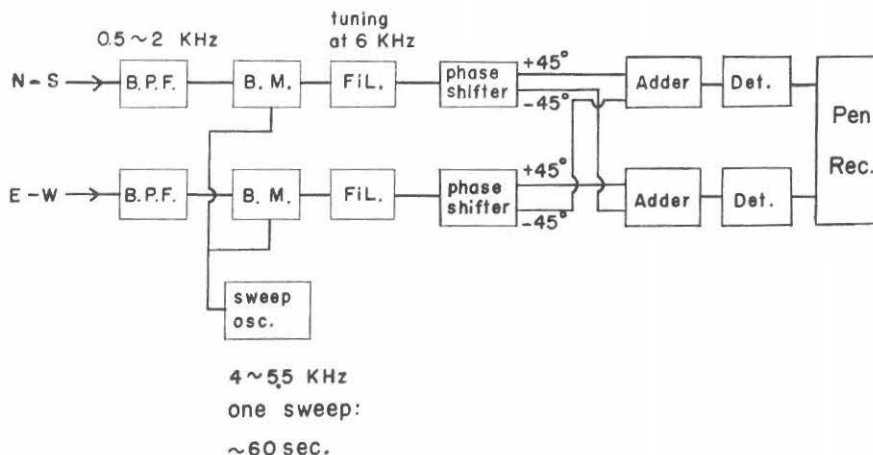 tuning
at 6 KHz
0.5~2 KHz
N-S
B.P.F.
B. M.
FiL.
phase
shifter
+45°
-45°
Adder
Det.
Pen
Rec.
E-W
B.P.F.
B. M.
FiL.
phase
shifter
+45°
-45°
Adder
Det.
sweep
osc.
4~5.5 KHz
one sweep:
~60 sec.